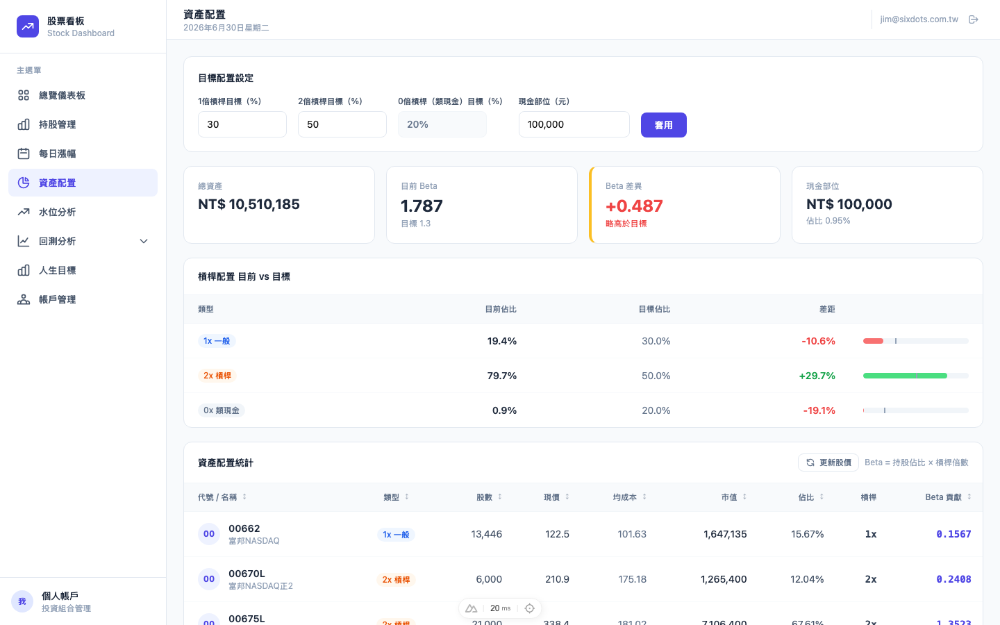 股票看板
Stock Dashboard
主選單
總覽儀表板
持股管理
每日漲幅
資產配置
水位分析
回測分析
人生目標
帳戶管理
我
個人帳戶
投資組合管理
資產配置
2026年6月30日星期二
jim@sixdots.com.tw
目標配置設定
1倍槓桿目標（%） 2倍槓桿目標（%） 0倍槓桿（類現金）目標（%） 現金部位（元）
30 50 20% 100,000 套用
總資產
NT$ 10,510,185
目前 Beta
1.787
目標 1.3
Beta 差異
+0.487
略高於目標
現金部位
NT$ 100,000
佔比 0.95%
槓桿配置 目前 vs 目標
類型 目前佔比 目標佔比 差距
1x 一般 19.4% 30.0% -10.6%
2x 槓桿 79.7% 50.0% +29.7%
0x 類現金 0.9% 20.0% -19.1%
資產配置統計
更新股價 Beta = 持股佔比 × 槓桿倍數
代號 / 名稱 類型 股數 現價 均成本 市值 佔比 槓桿 Beta 貢獻
00 00662 富邦NASDAQ 1x 一般 13,446 122.5 101.63 1,647,135 15.67% 1x 0.1567
00 00670L 富邦NASDAQ正2 2x 槓桿 6,000 210.9 175.18 1,265,400 12.04% 2x 0.2408
00 00675L 2x 槓桿 21,000 338.4 181.02 7,106,400 67.61% 2x 1.3523
20 ms